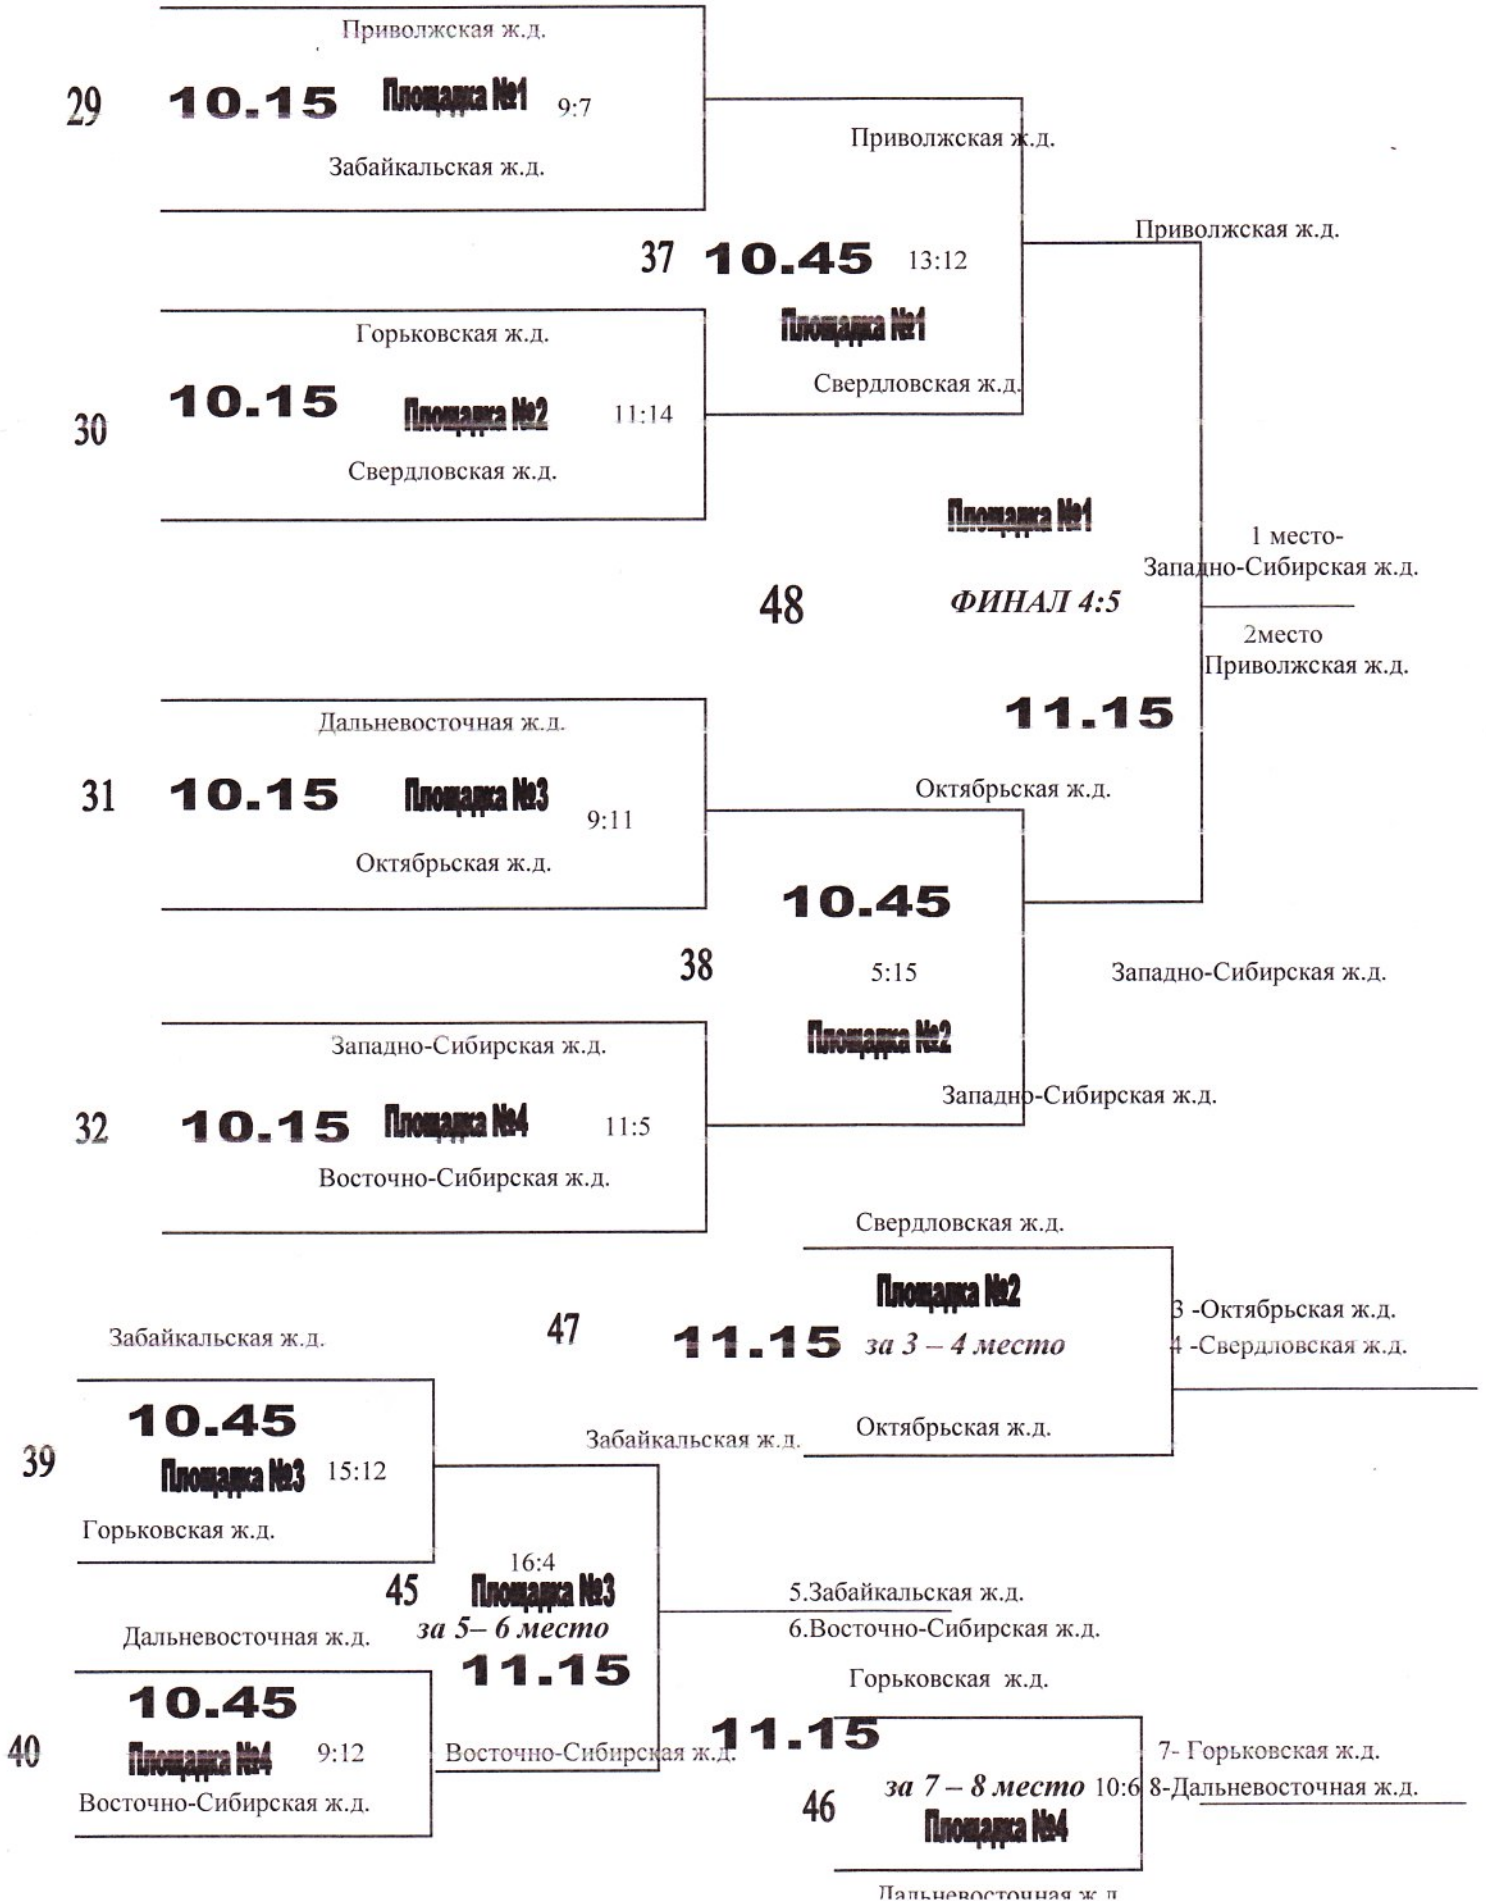 Приволжская ж.д.
29
10.15
Площадка №1
9:7
Забайкальская ж.д.
Приволжская ж.д.
37
10.45
13:12
Площадка №1
Свердловская ж.д.
Приволжская ж.д.
Горьковская ж.д.
30
10.15
Площадка №2
11:14
Свердловская ж.д.
Площадка №1
48
ФИНАЛ 4:5
11.15
1 место-
Западно-Сибирская ж.д.
2место
Приволжская ж.д.
Дальневосточная ж.д.
31
10.15
Площадка №3
9:11
Октябрьская ж.д.
Октябрьская ж.д.
10.45
38
5:15
Площадка №2
Западно-Сибирская ж.д.
Западно-Сибирская ж.д.
Западно-Сибирская ж.д.
32
10.15
Площадка №4
11:5
Восточно-Сибирская ж.д.
Свердловская ж.д.
Площадка №2
47
11.15
за 3 – 4 место
Октябрьская ж.д.
3 -Октябрьская ж.д.
4 -Свердловская ж.д.
Забайкальская ж.д.
10.45
39
Площадка №3
15:12
Горьковская ж.д.
Забайкальская ж.д.
16:4
45
Площадка №3
за 5– 6 место
11.15
Восточно-Сибирская ж.д.
5.Забайкальская ж.д.
6.Восточно-Сибирская ж.д.
Дальневосточная ж.д.
10.45
40
Площадка №4
9:12
Восточно-Сибирская ж.д.
Горьковская ж.д.
11.15
46
за 7 – 8 место 10:6
Площадка №4
7- Горьковская ж.д.
8-Дальневосточная ж.д.
Дальневосточная ж.д.